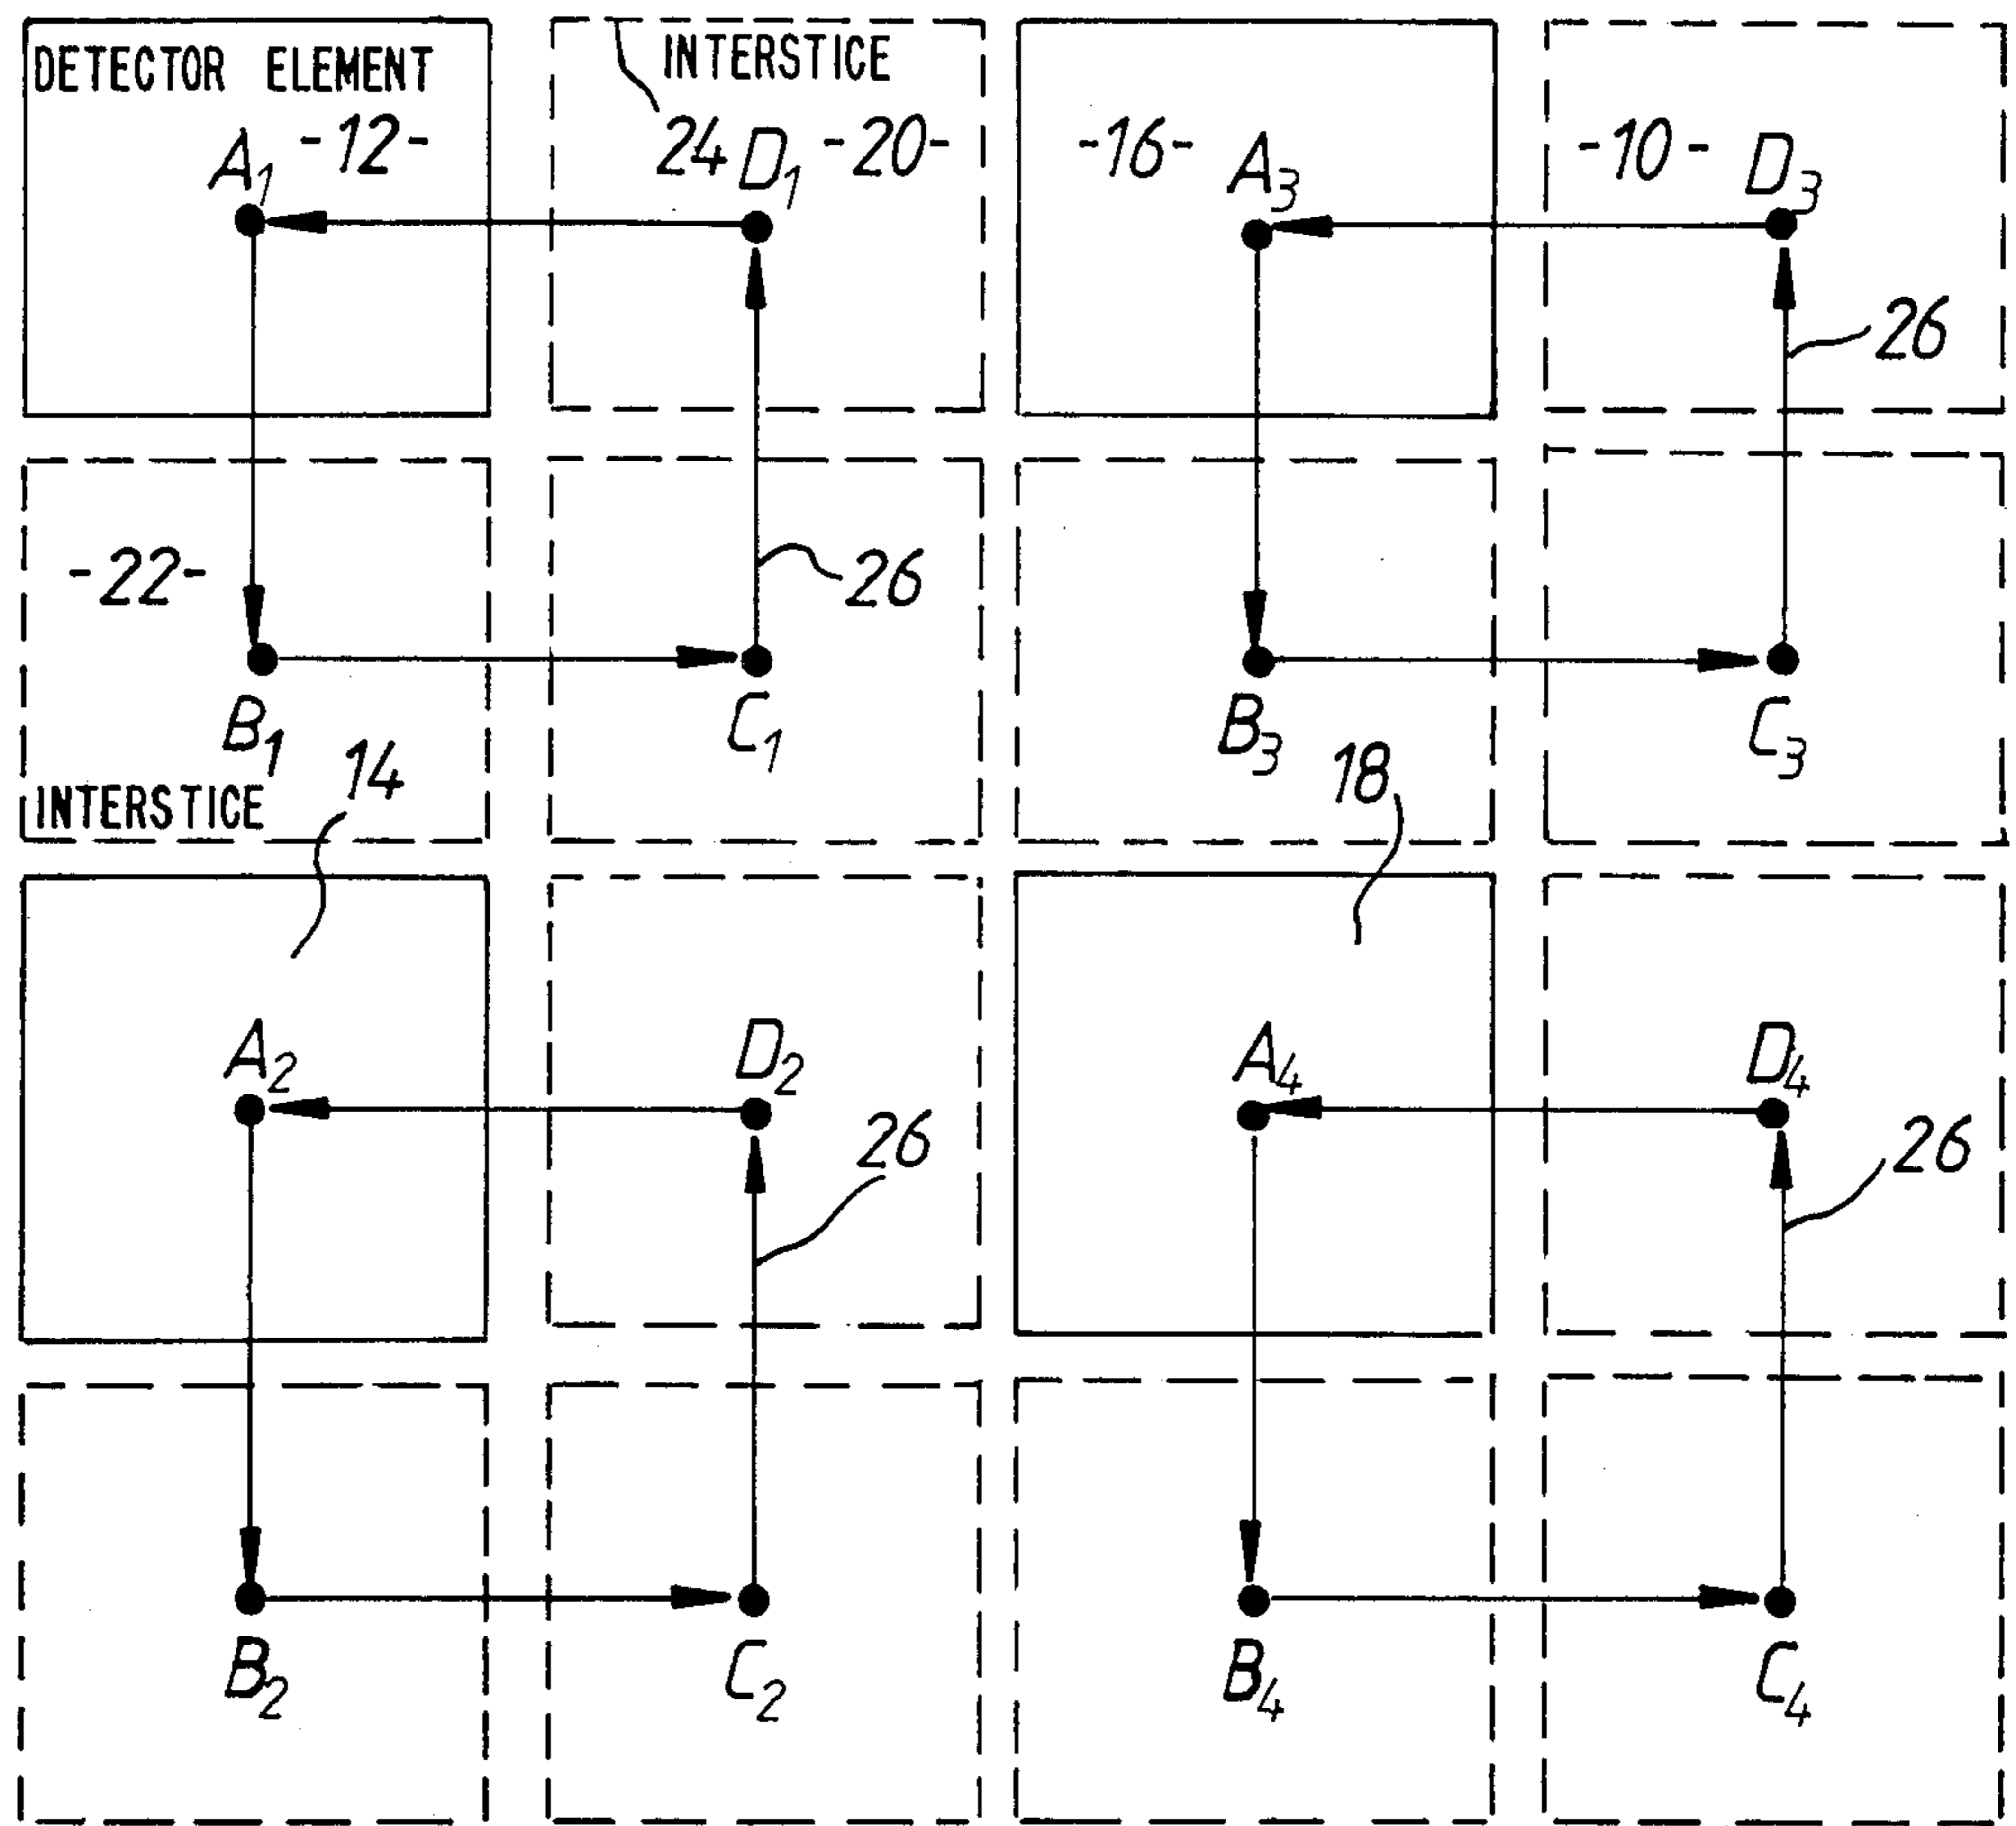 DETECTOR ELEMENT
INTERSTICE
A1 -12-
24 D1 -20-
-16- A3
-10- D3
26
-22-
26
B1
C1
B3
C3
INTERSTICE
14
18
A2
D2
A4
D4
26
26
B2
C2
B4
C4